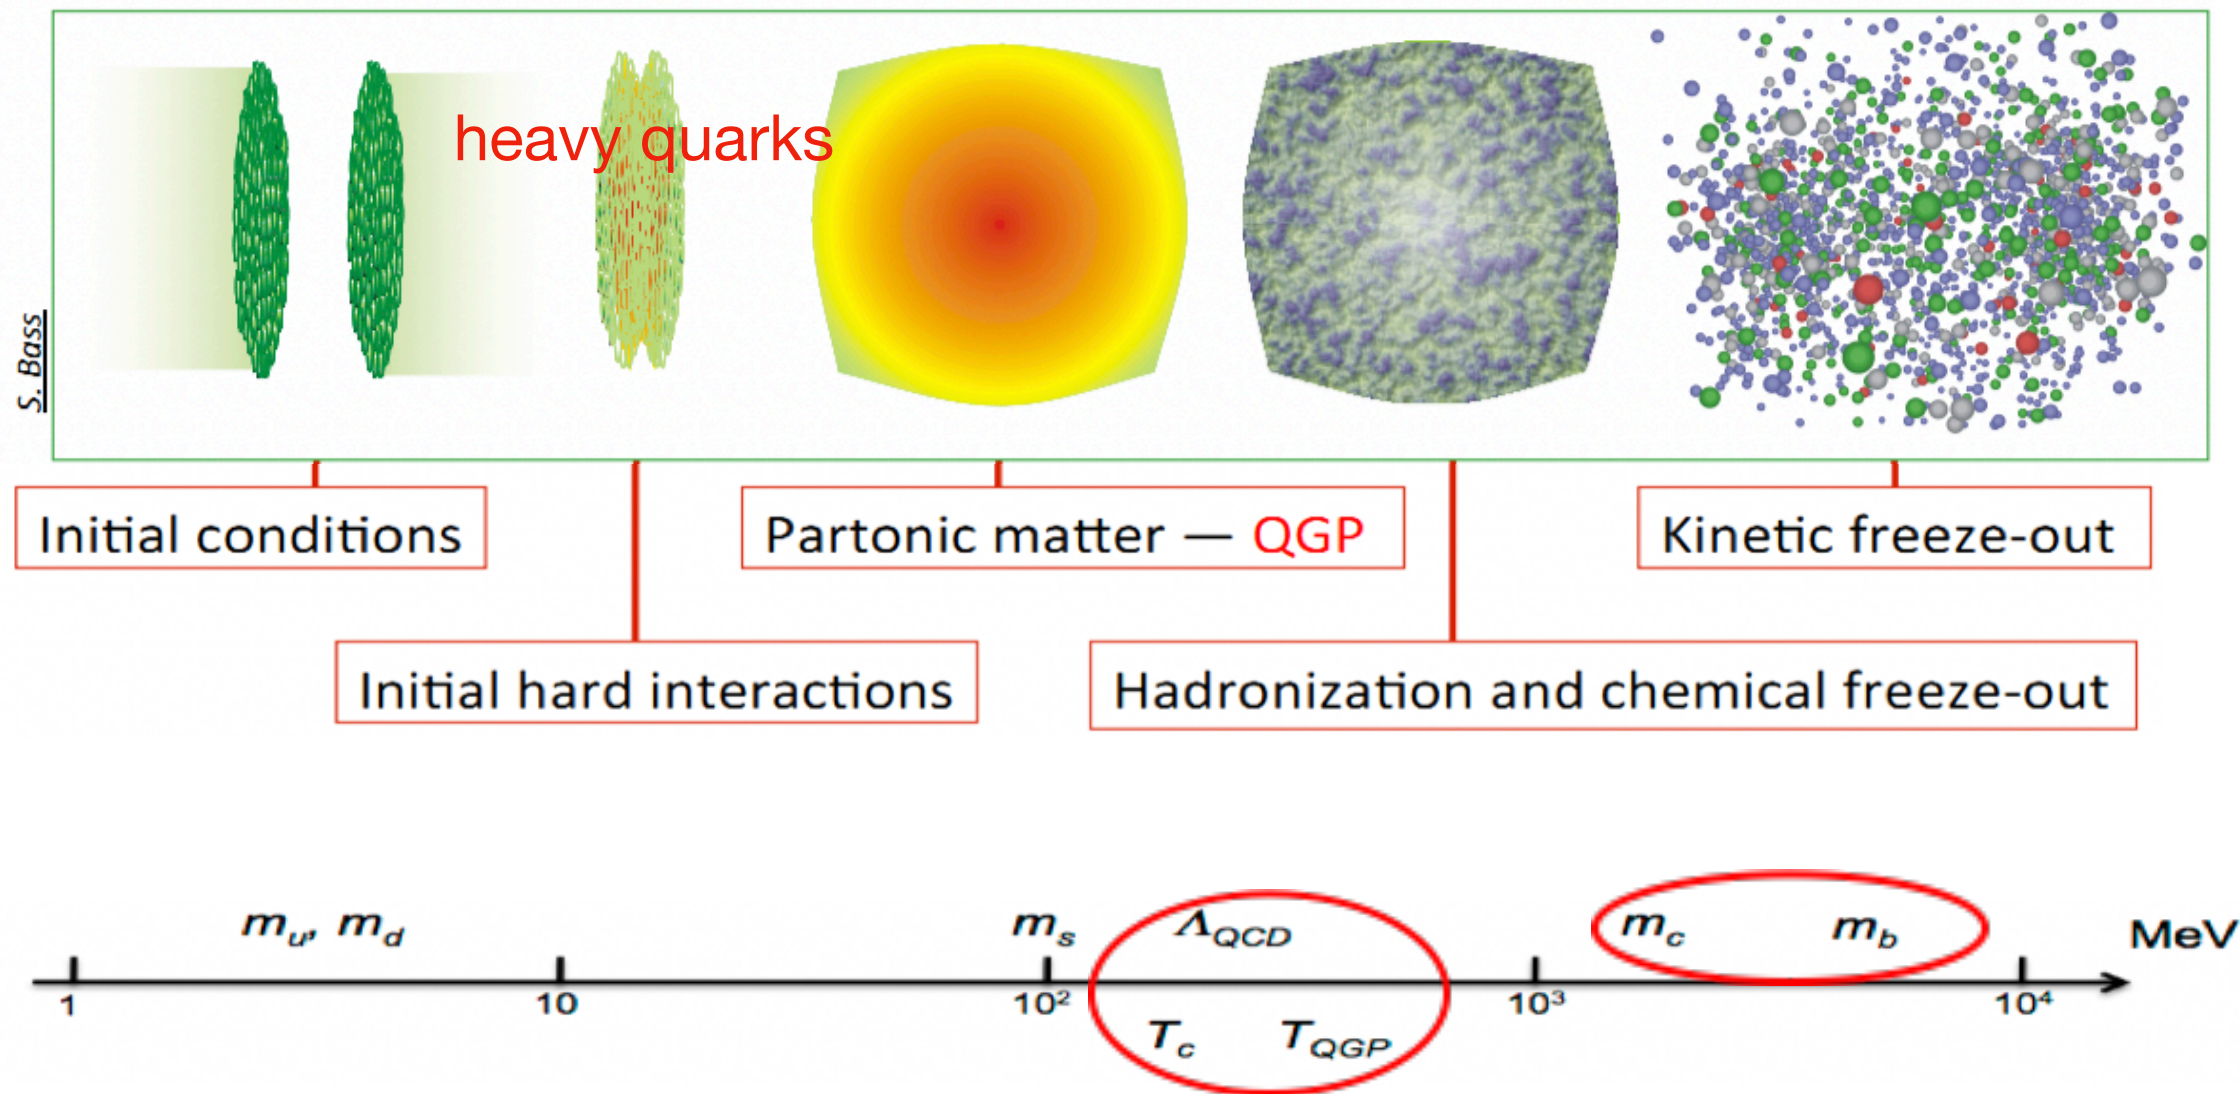 heavy quarks
S. Bass
Initial conditions
Partonic matter — QGP
Kinetic freeze-out
Initial hard interactions
Hadronization and chemical freeze-out
m_u, m_d m_s Λ_QCD m_c m_b MeV
1 10 10² 10³ 10⁴
T_c T_QGP